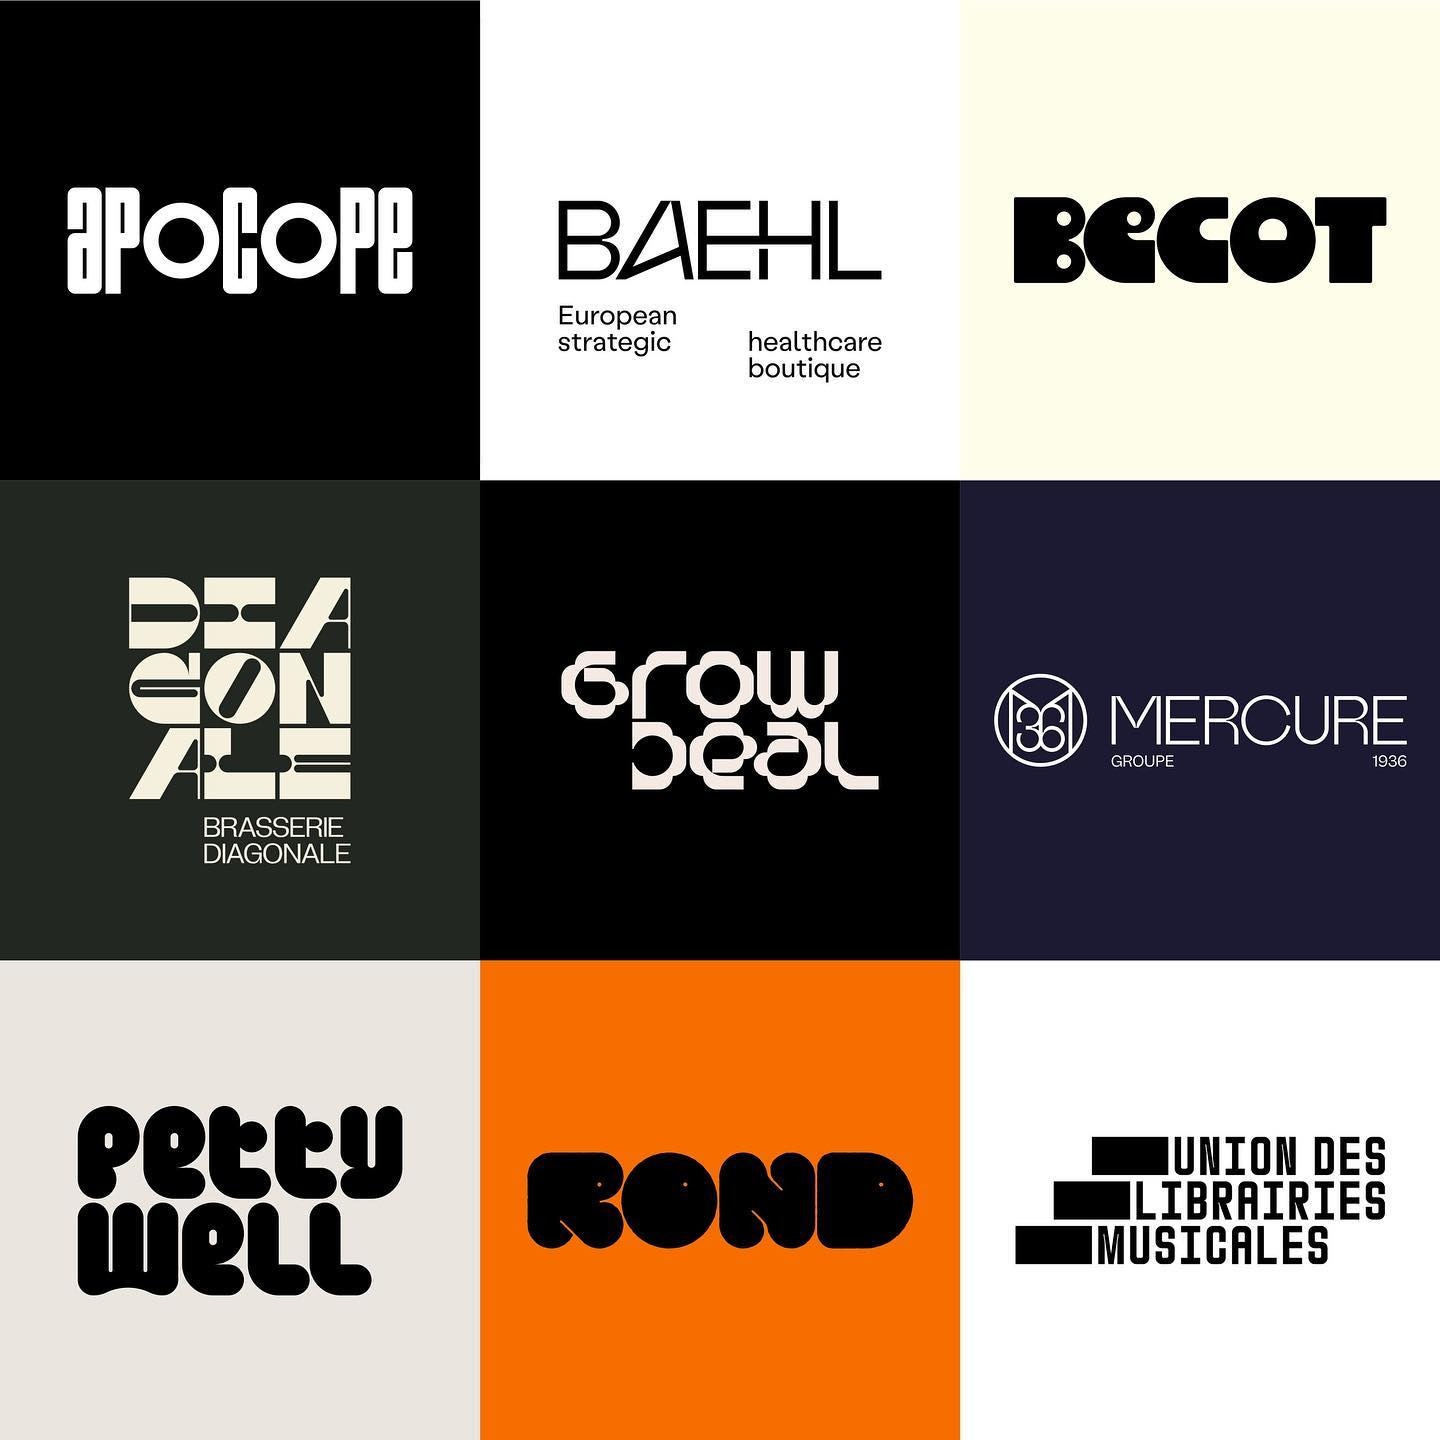 apocope
BAEHL
European
strategic
healthcare
boutique
BeCOT
DIA
GON
ALE
BRASSERIE
DIAGONALE
Grow
Deal
M36 MERCURE
GROUPE 1936
Petty
Well
ROND
UNION DES
LIBRAIRIES
MUSICALES